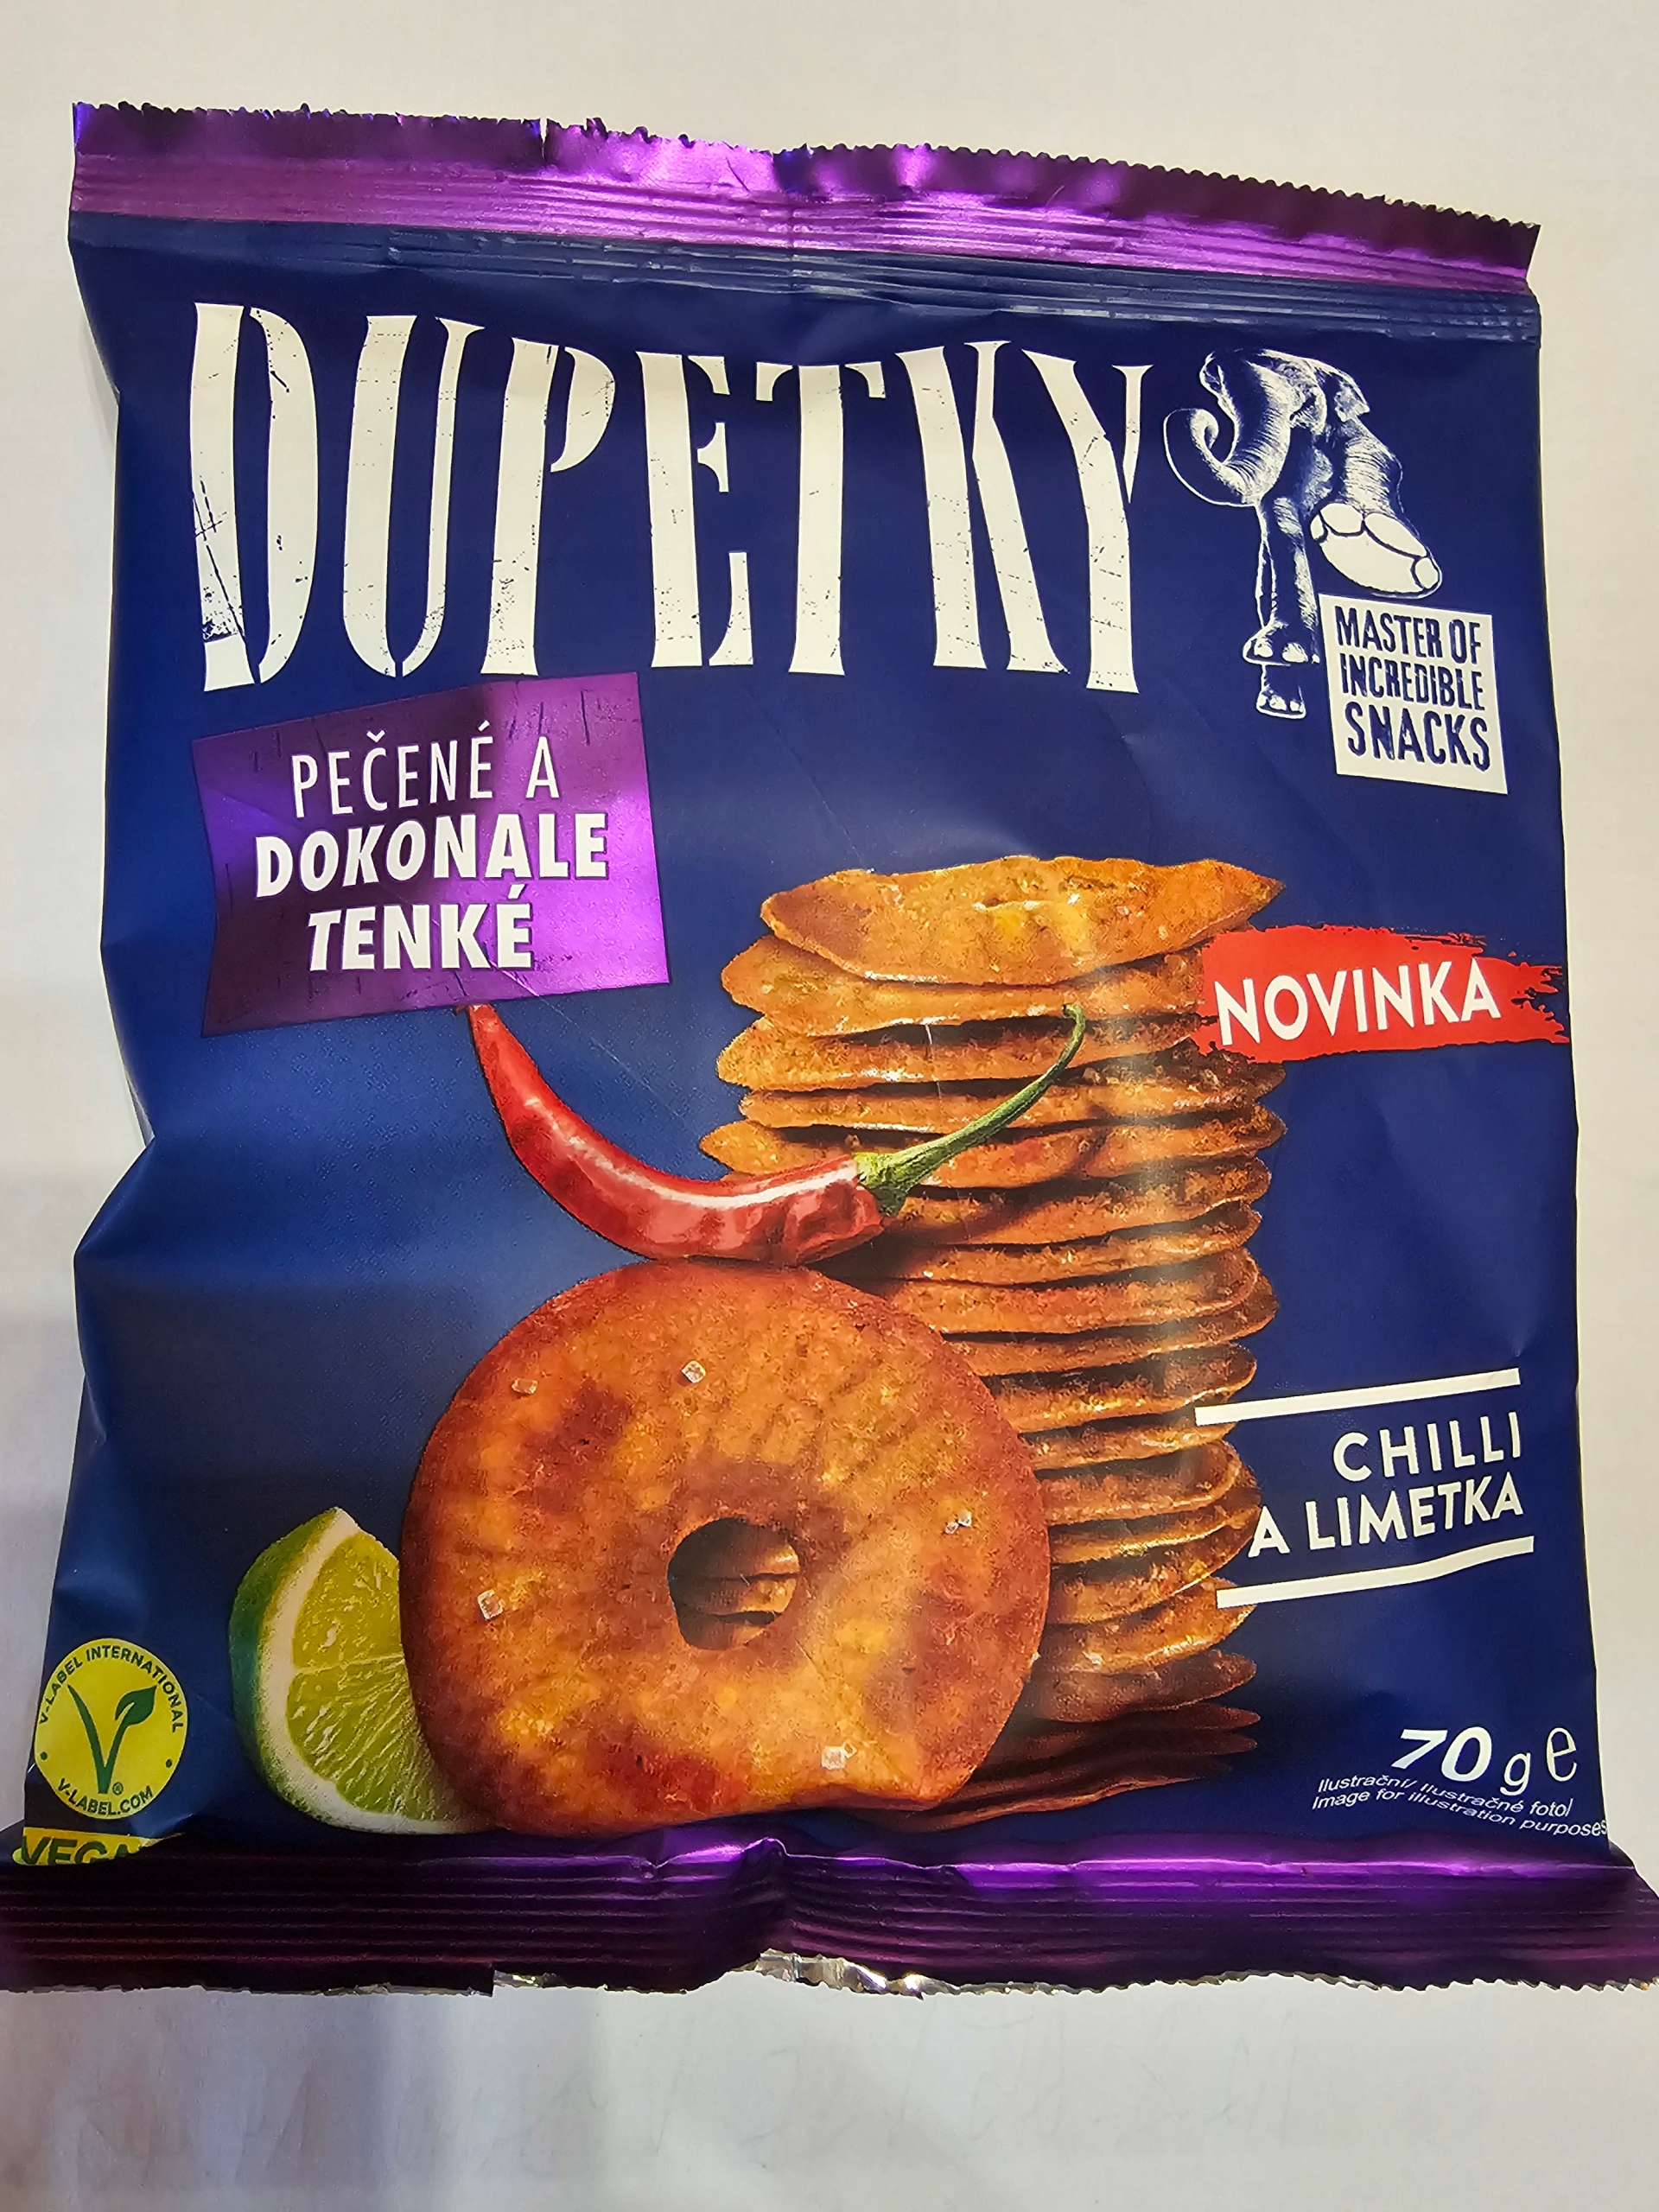 DUPETKY
MASTER OF
INCREDIBLE
SNACKS
PEČENÉ A
DOKONALE
TENKÉ
NOVINKA
CHILLI
A LIMETKA
V-LABEL INTERNATIONAL
V
®
V-LABEL.COM
70 g e
Ilustrační/ Ilustračné foto/
Image for illustration purposes